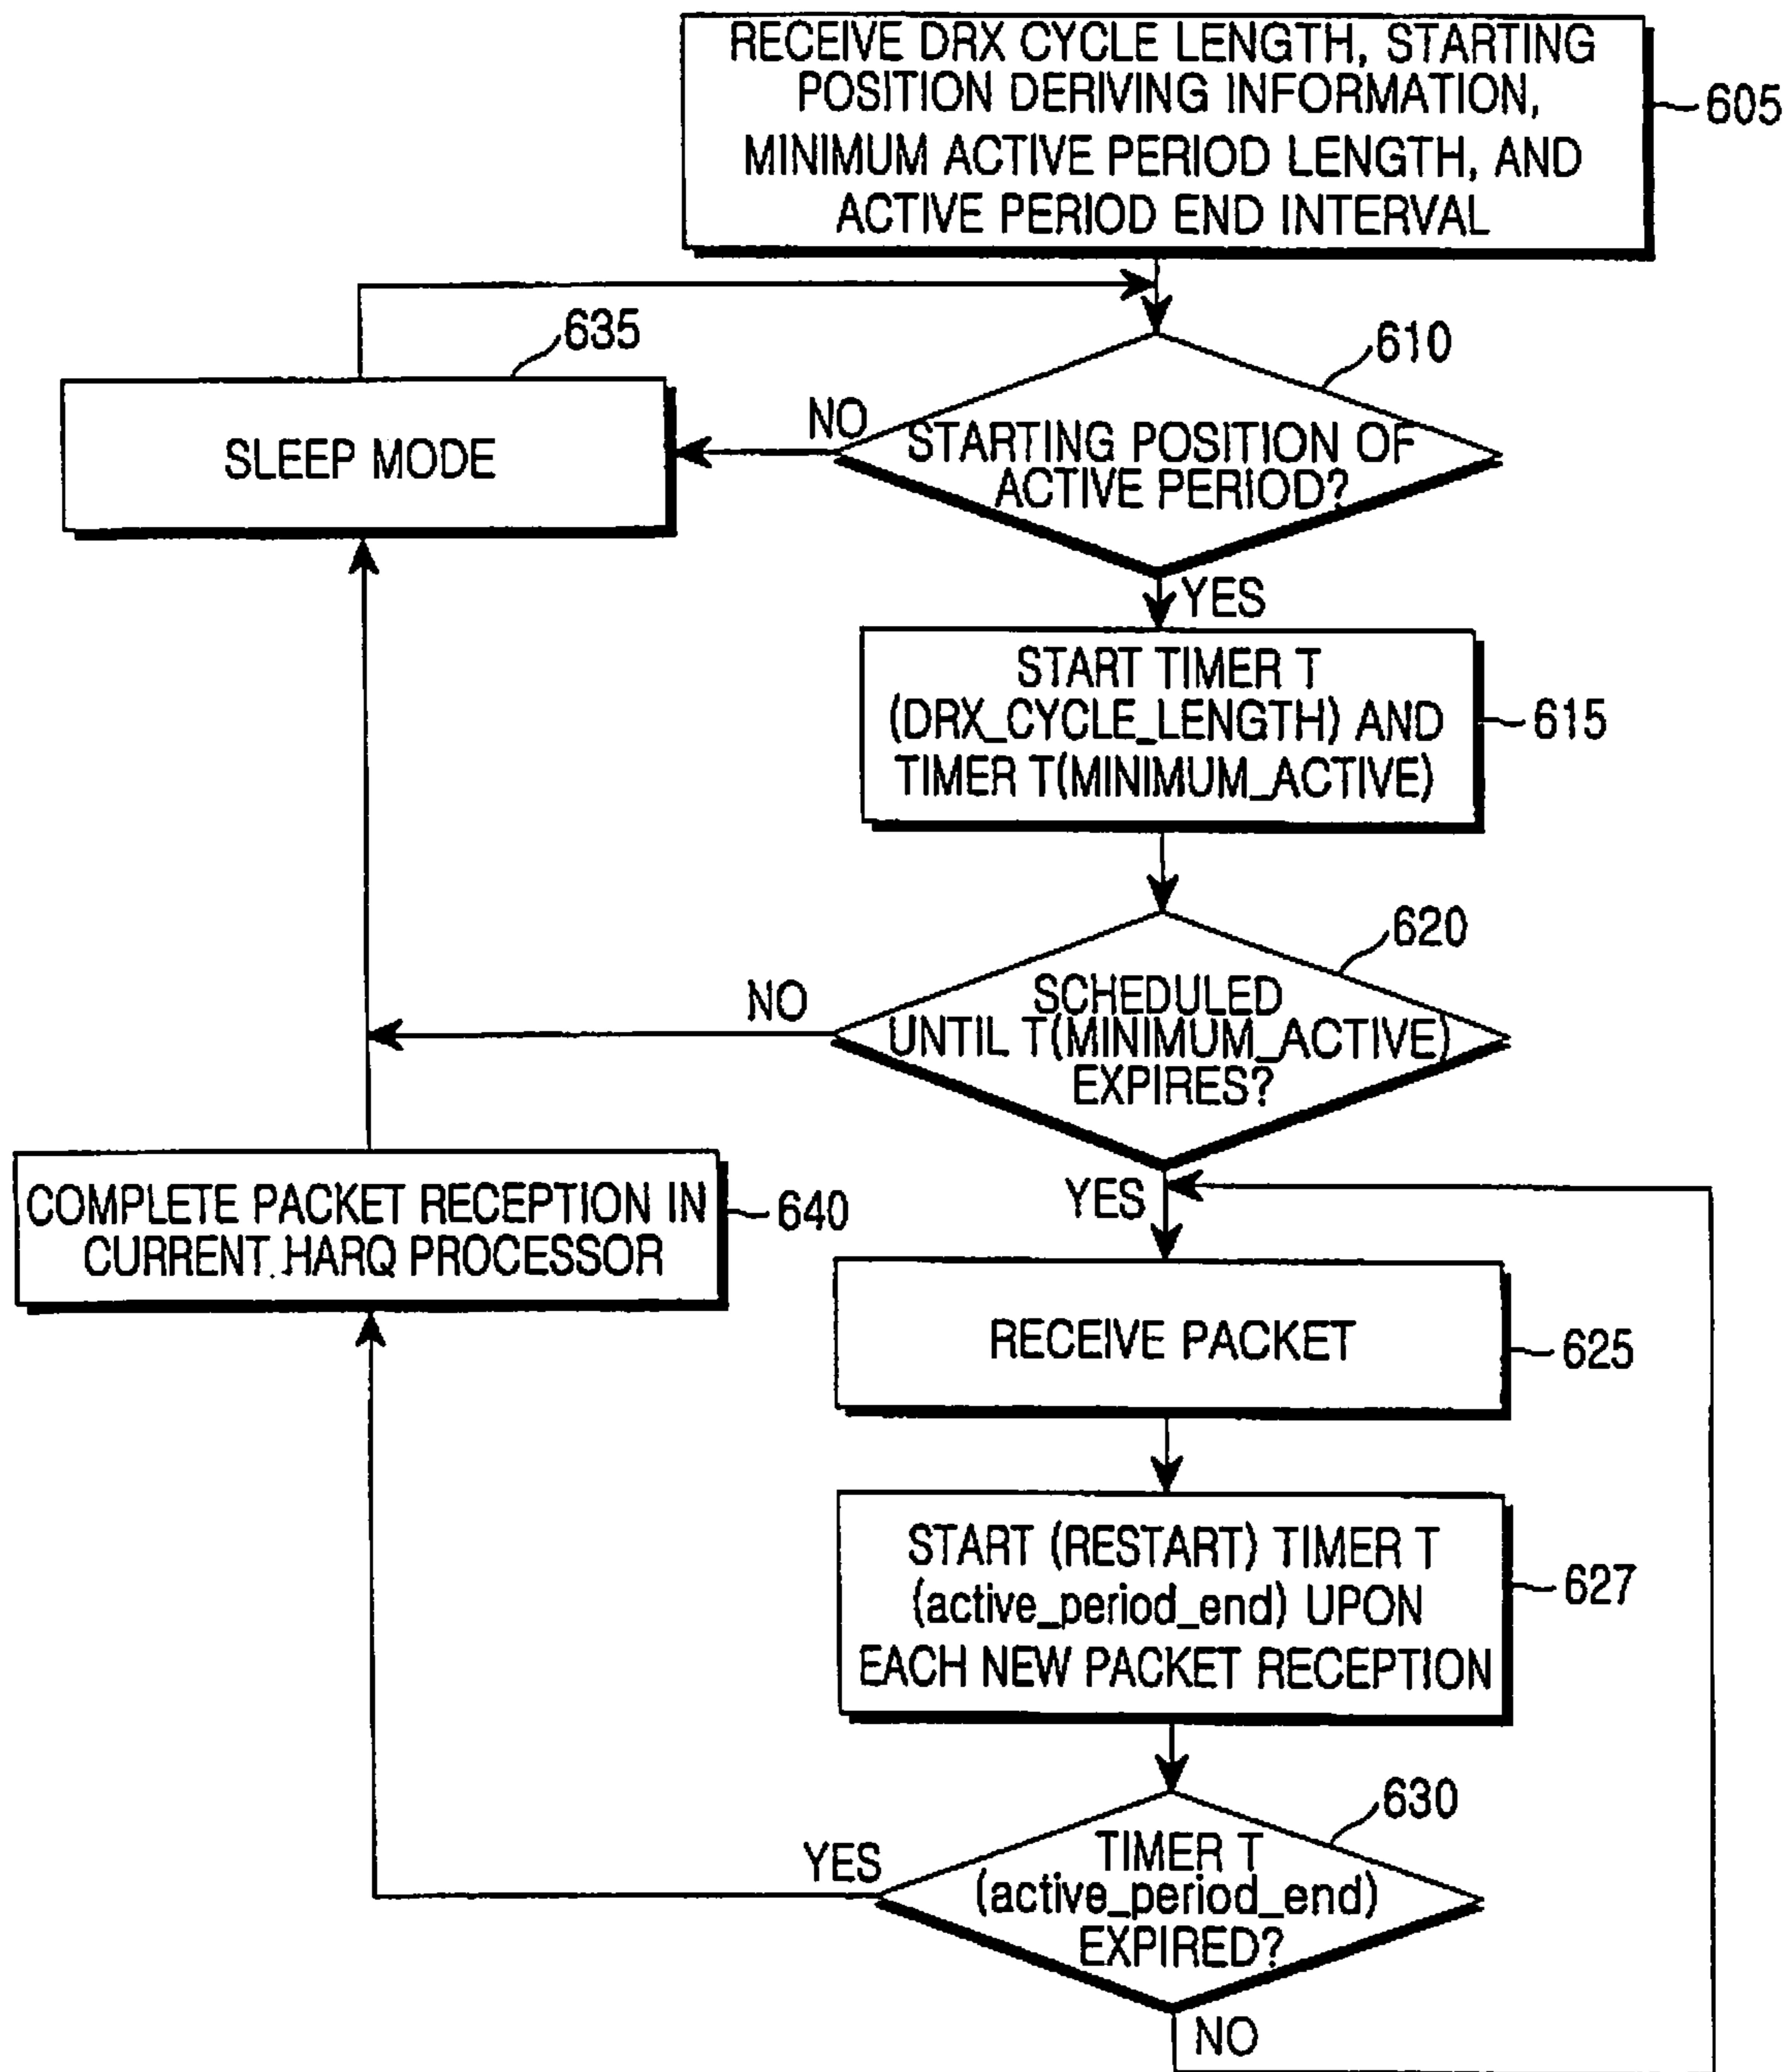 RECEIVE DRX CYCLE LENGTH, STARTING
POSITION DERIVING INFORMATION,
MINIMUM ACTIVE PERIOD LENGTH, AND
ACTIVE PERIOD END INTERVAL
605
635
SLEEP MODE
610
NO
STARTING POSITION OF
ACTIVE PERIOD?
YES
START TIMER T
(DRX_CYCLE_LENGTH) AND
TIMER T(MINIMUM_ACTIVE)
615
620
NO
SCHEDULED
UNTIL T(MINIMUM_ACTIVE)
EXPIRES?
YES
COMPLETE PACKET RECEPTION IN
CURRENT HARQ PROCESSOR
640
RECEIVE PACKET
625
START (RESTART) TIMER T
(active_period_end) UPON
EACH NEW PACKET RECEPTION
627
630
YES
TIMER T
(active_period_end)
EXPIRED?
NO